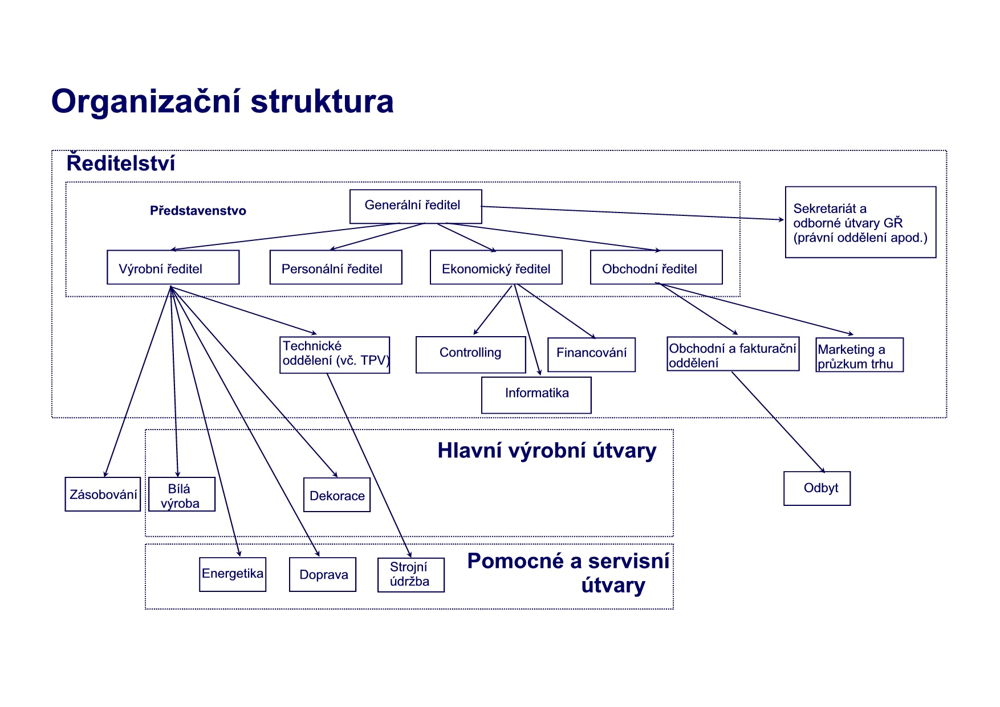 Organizační struktura
Ředitelství
Představenstvo
Generální ředitel
Sekretariát a
odborné útvary GŘ
(právní oddělení apod.)
Výrobní ředitel
Personální ředitel
Ekonomický ředitel
Obchodní ředitel
Technické
oddělení (vč. TPV)
Controlling
Financování
Obchodní a fakturační
oddělení
Marketing a
průzkum trhu
Informatika
Hlavní výrobní útvary
Zásobování
Bílá
výroba
Dekorace
Odbyt
Pomocné a servisní
útvary
Energetika
Doprava
Strojní
údržba